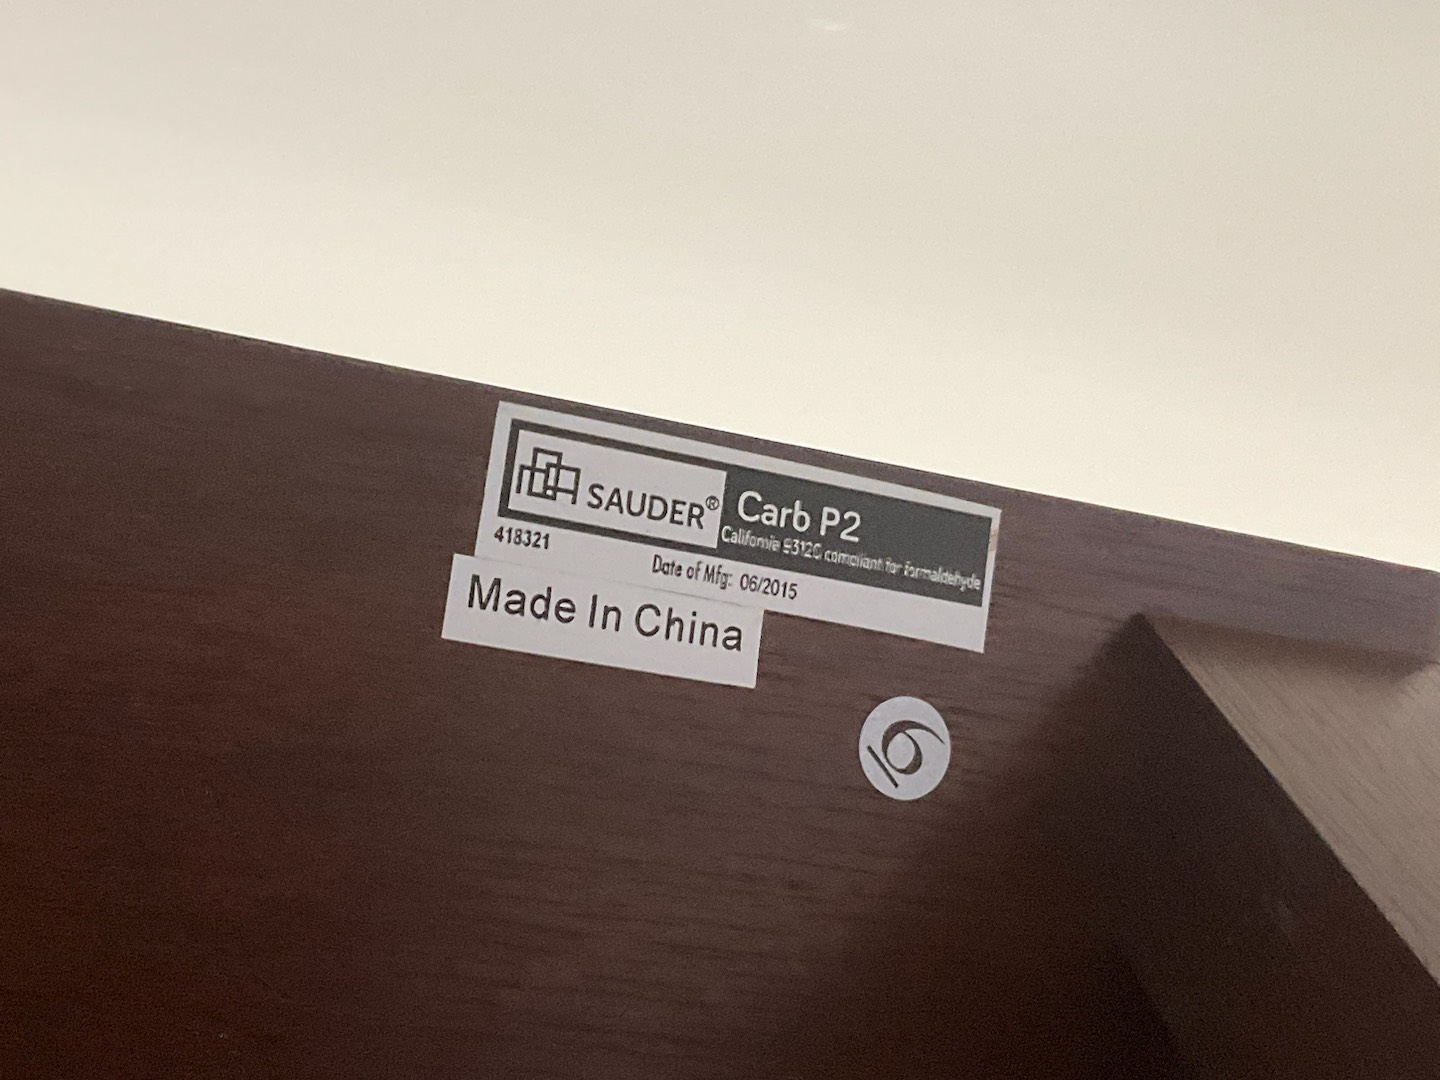 SAUDER®
Carb P2
California 93120 compliant for formaldehyde
418321
Date of Mfg: 06/2015
Made In China